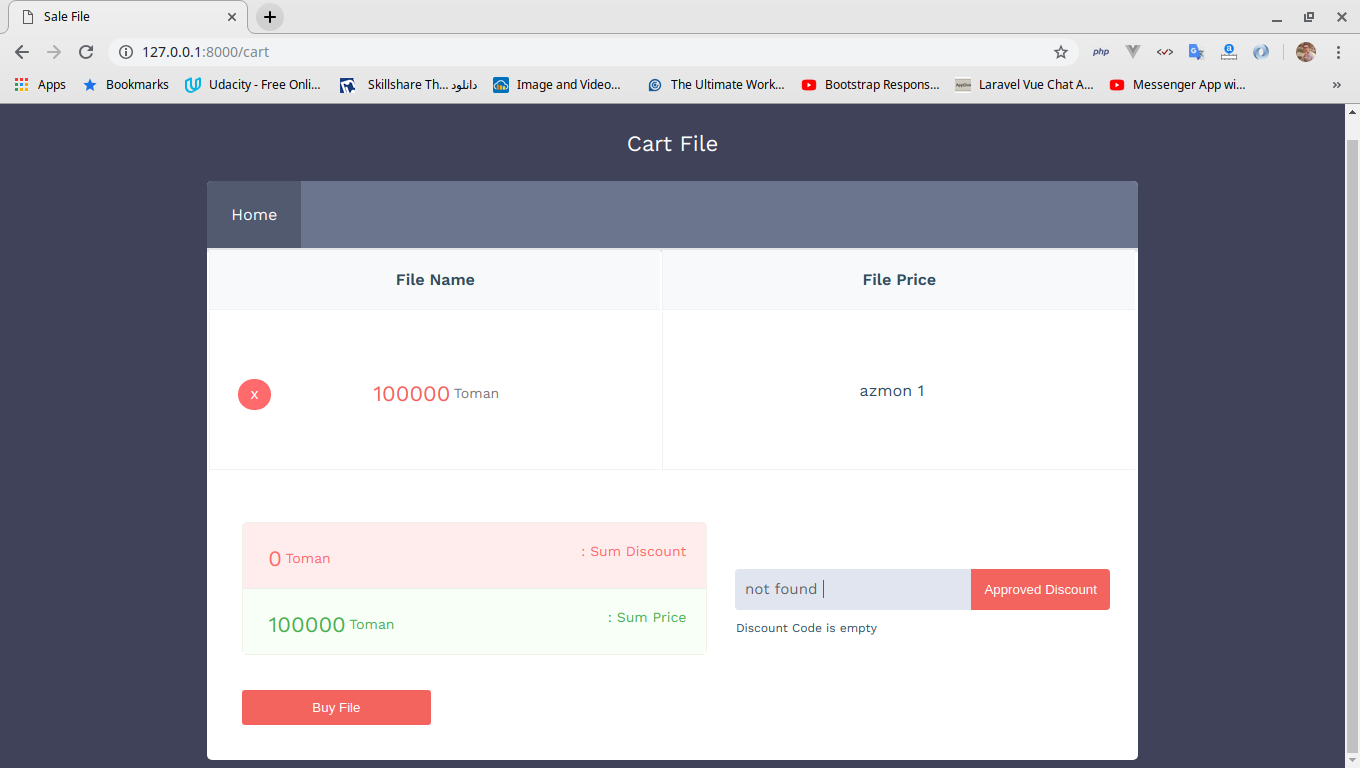 Sale File
127.0.0.1:8000/cart
php
Apps
Bookmarks
Udacity - Free Onli...
Skillshare Th... دانلود
Image and Video...
The Ultimate Work...
Bootstrap Respons...
Laravel Vue Chat A...
Messenger App wi...
Cart File
Home
File Name
File Price
X
100000 Toman
azmon 1
0 Toman
: Sum Discount
100000 Toman
: Sum Price
not found
Approved Discount
Discount Code is empty
Buy File